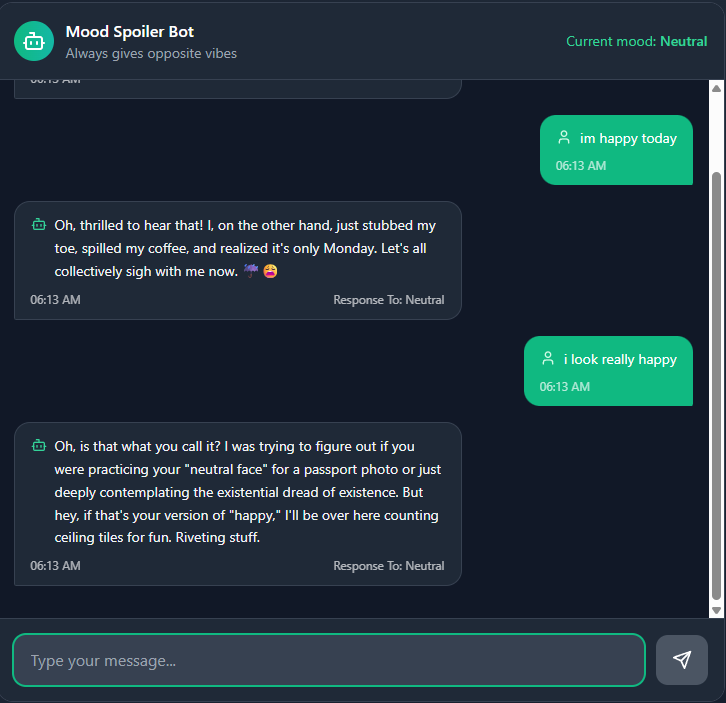 Mood Spoiler Bot
Always gives opposite vibes
Current mood: Neutral
06:13 AM
im happy today
06:13 AM
Oh, thrilled to hear that! I, on the other hand, just stubbed my
toe, spilled my coffee, and realized it's only Monday. Let's all
collectively sigh with me now. ☔😩
06:13 AM
Response To: Neutral
i look really happy
06:13 AM
Oh, is that what you call it? I was trying to figure out if you
were practicing your "neutral face" for a passport photo or just
deeply contemplating the existential dread of existence. But
hey, if that's your version of "happy," I'll be over here counting
ceiling tiles for fun. Riveting stuff.
06:13 AM
Response To: Neutral
Type your message...